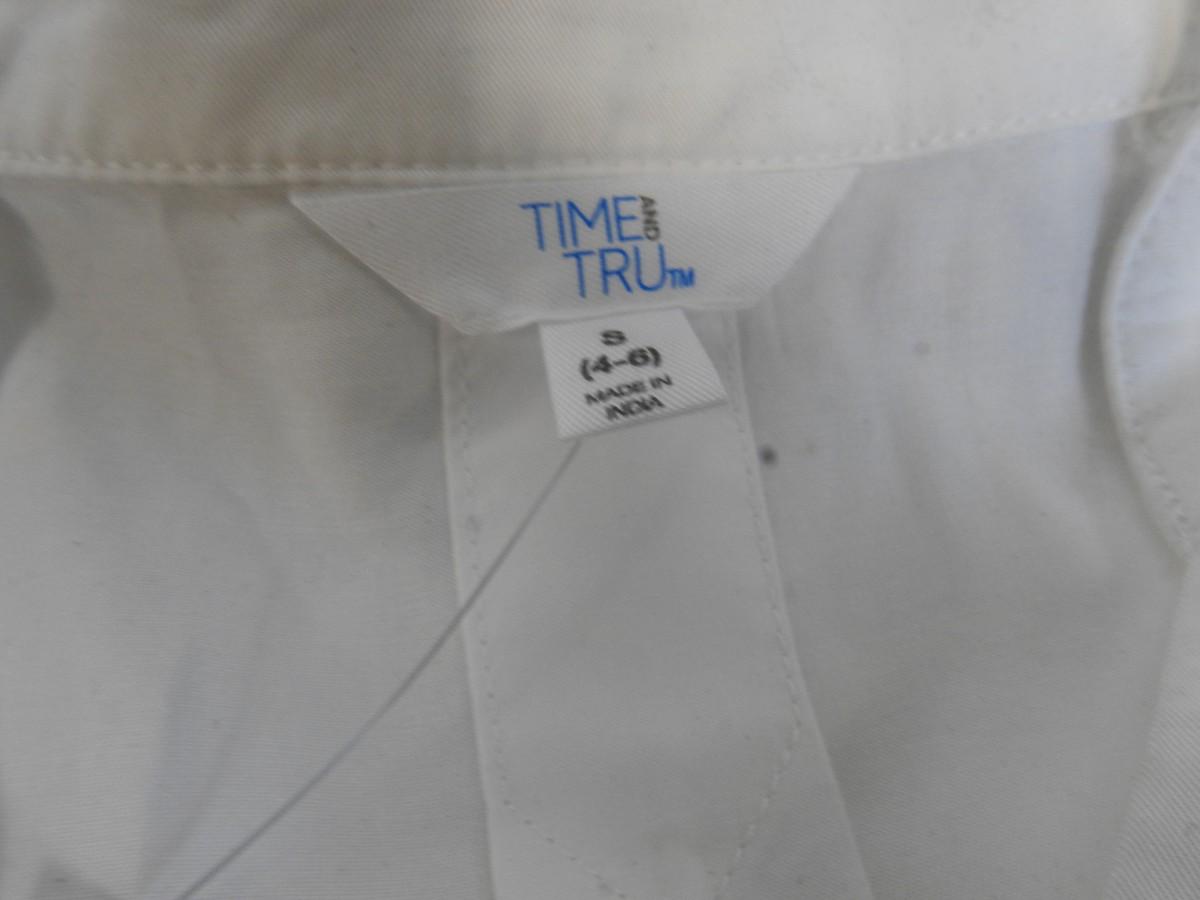 TIME AND
TRU™
S
(4-6)
MADE IN
INDIA